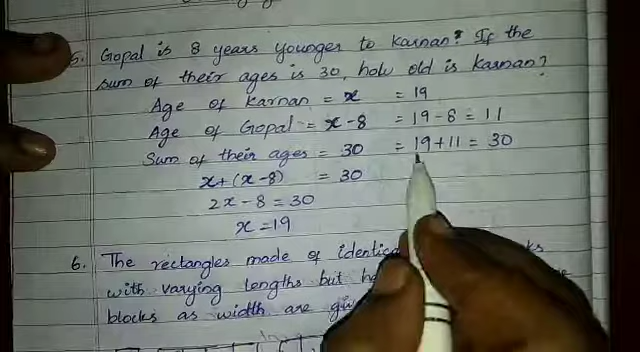 5. Gopal is 8 years younger to karnan? If the
sum of their ages is 30, how old is karnan?
Age of karnan = x = 19
Age of Gopal = x - 8 = 19 - 8 = 11
Sum of their ages = 30 = 19 + 11 = 30
x + (x - 8) = 30
2x - 8 = 30
x = 19
6. The rectangles made of identic
with varying lengths but
blocks as width are